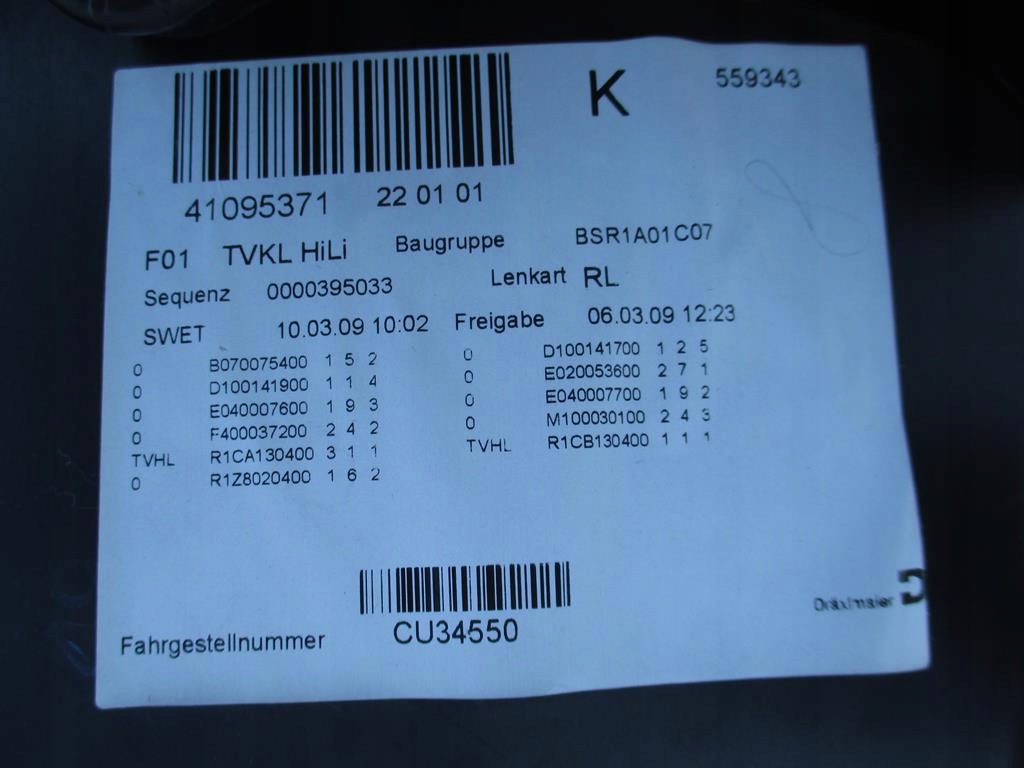 K 559343
41095371 22 01 01
F01 TVKL HiLi Baugruppe BSR1A01C07
Sequenz 0000395033 Lenkart RL
SWET 10.03.09 10:02 Freigabe 06.03.09 12:23
0 B070075400 1 5 2 0 D100141700 1 2 5
0 D100141900 1 1 4 0 E020053600 2 7 1
0 E040007600 1 9 3 0 E040007700 1 9 2
0 F400037200 2 4 2 0 M100030100 2 4 3
TVHL R1CA130400 3 1 1 TVHL R1CB130400 1 1 1
0 R1Z8020400 1 6 2
Dräxlmaier
Fahrgestellnummer CU34550